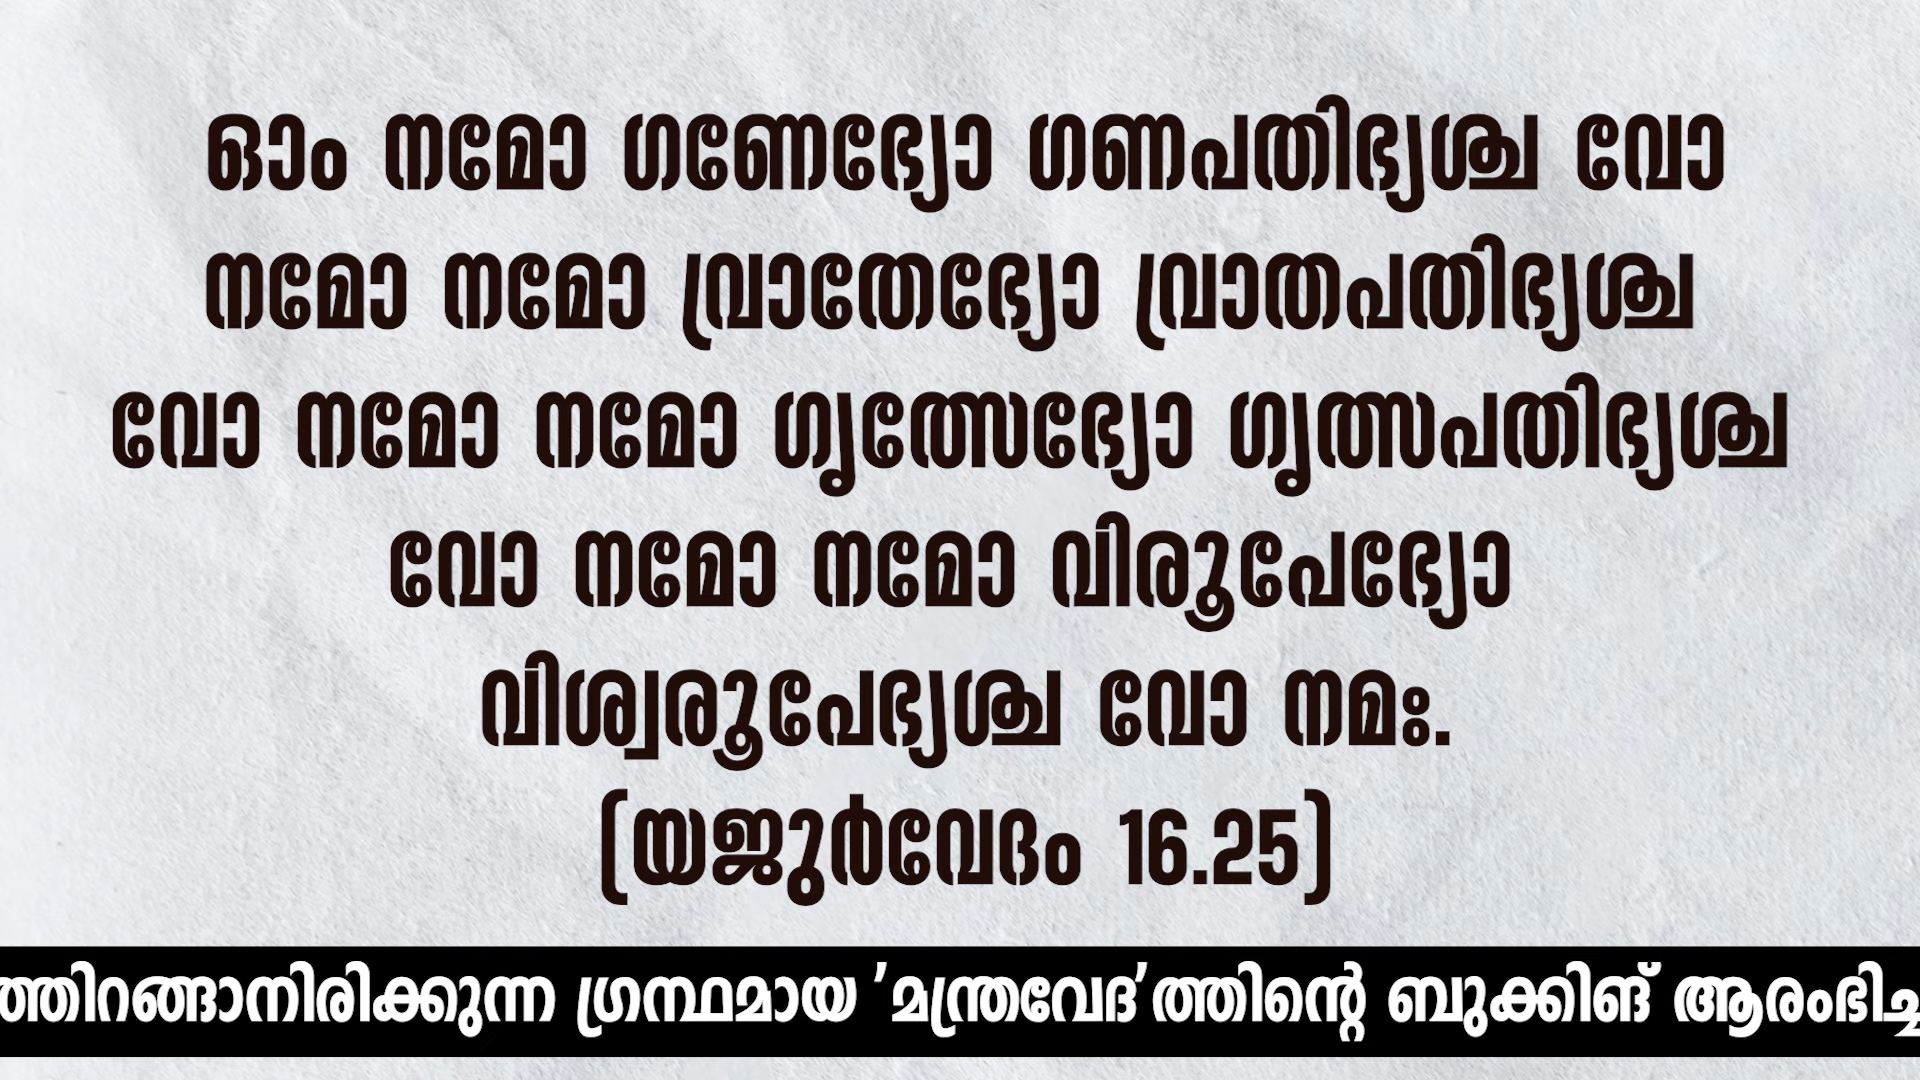 ഓം നമോ ഗണേഭ്യോ ഗണപതിഭ്യശ്ച വോ
നമോ നമോ വ്രാതേഭ്യോ വ്രാതപതിഭ്യശ്ച
വോ നമോ നമോ ഗൃത്സേഭ്യോ ഗൃത്സപതിഭ്യശ്ച
വോ നമോ നമോ വിരൂപേഭ്യോ
വിശ്വരൂപേഭ്യശ്ച വോ നമഃ.
(യജുർവേദം 16.25)
ത്തിറങ്ങാനിരിക്കുന്ന ഗ്രന്ഥമായ 'മന്ത്രവേദ'ത്തിന്റെ ബുക്കിങ് ആരംഭിച്ച